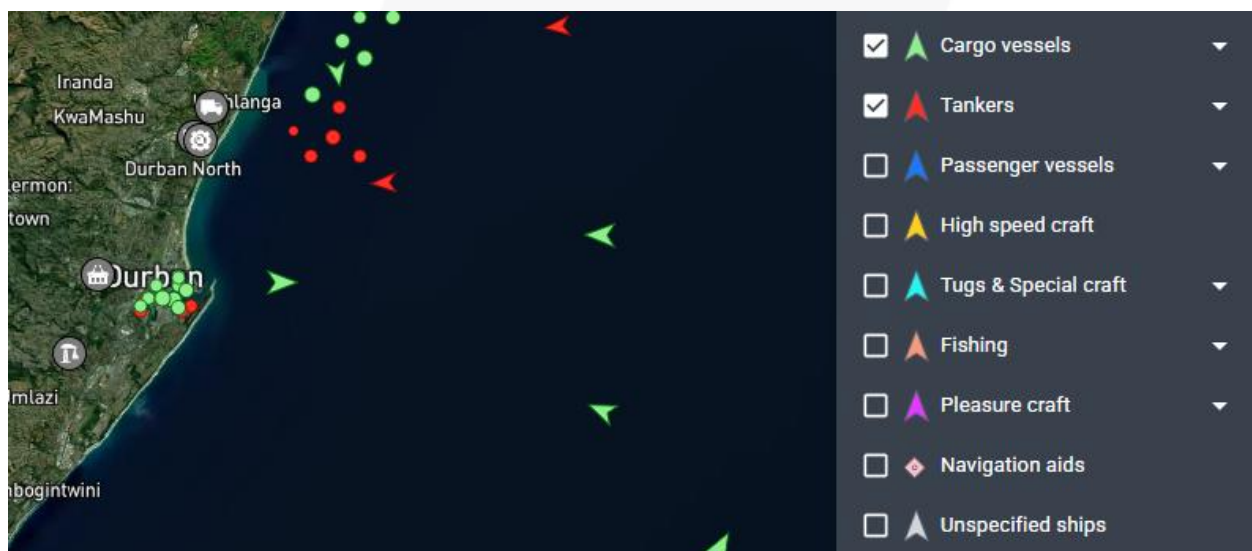 Inanda
KwaMashu
Durban North
town
Durban
Cargo vessels
Tankers
Passenger vessels
High speed craft
Tugs & Special craft
Fishing
Pleasure craft
Navigation aids
Unspecified ships